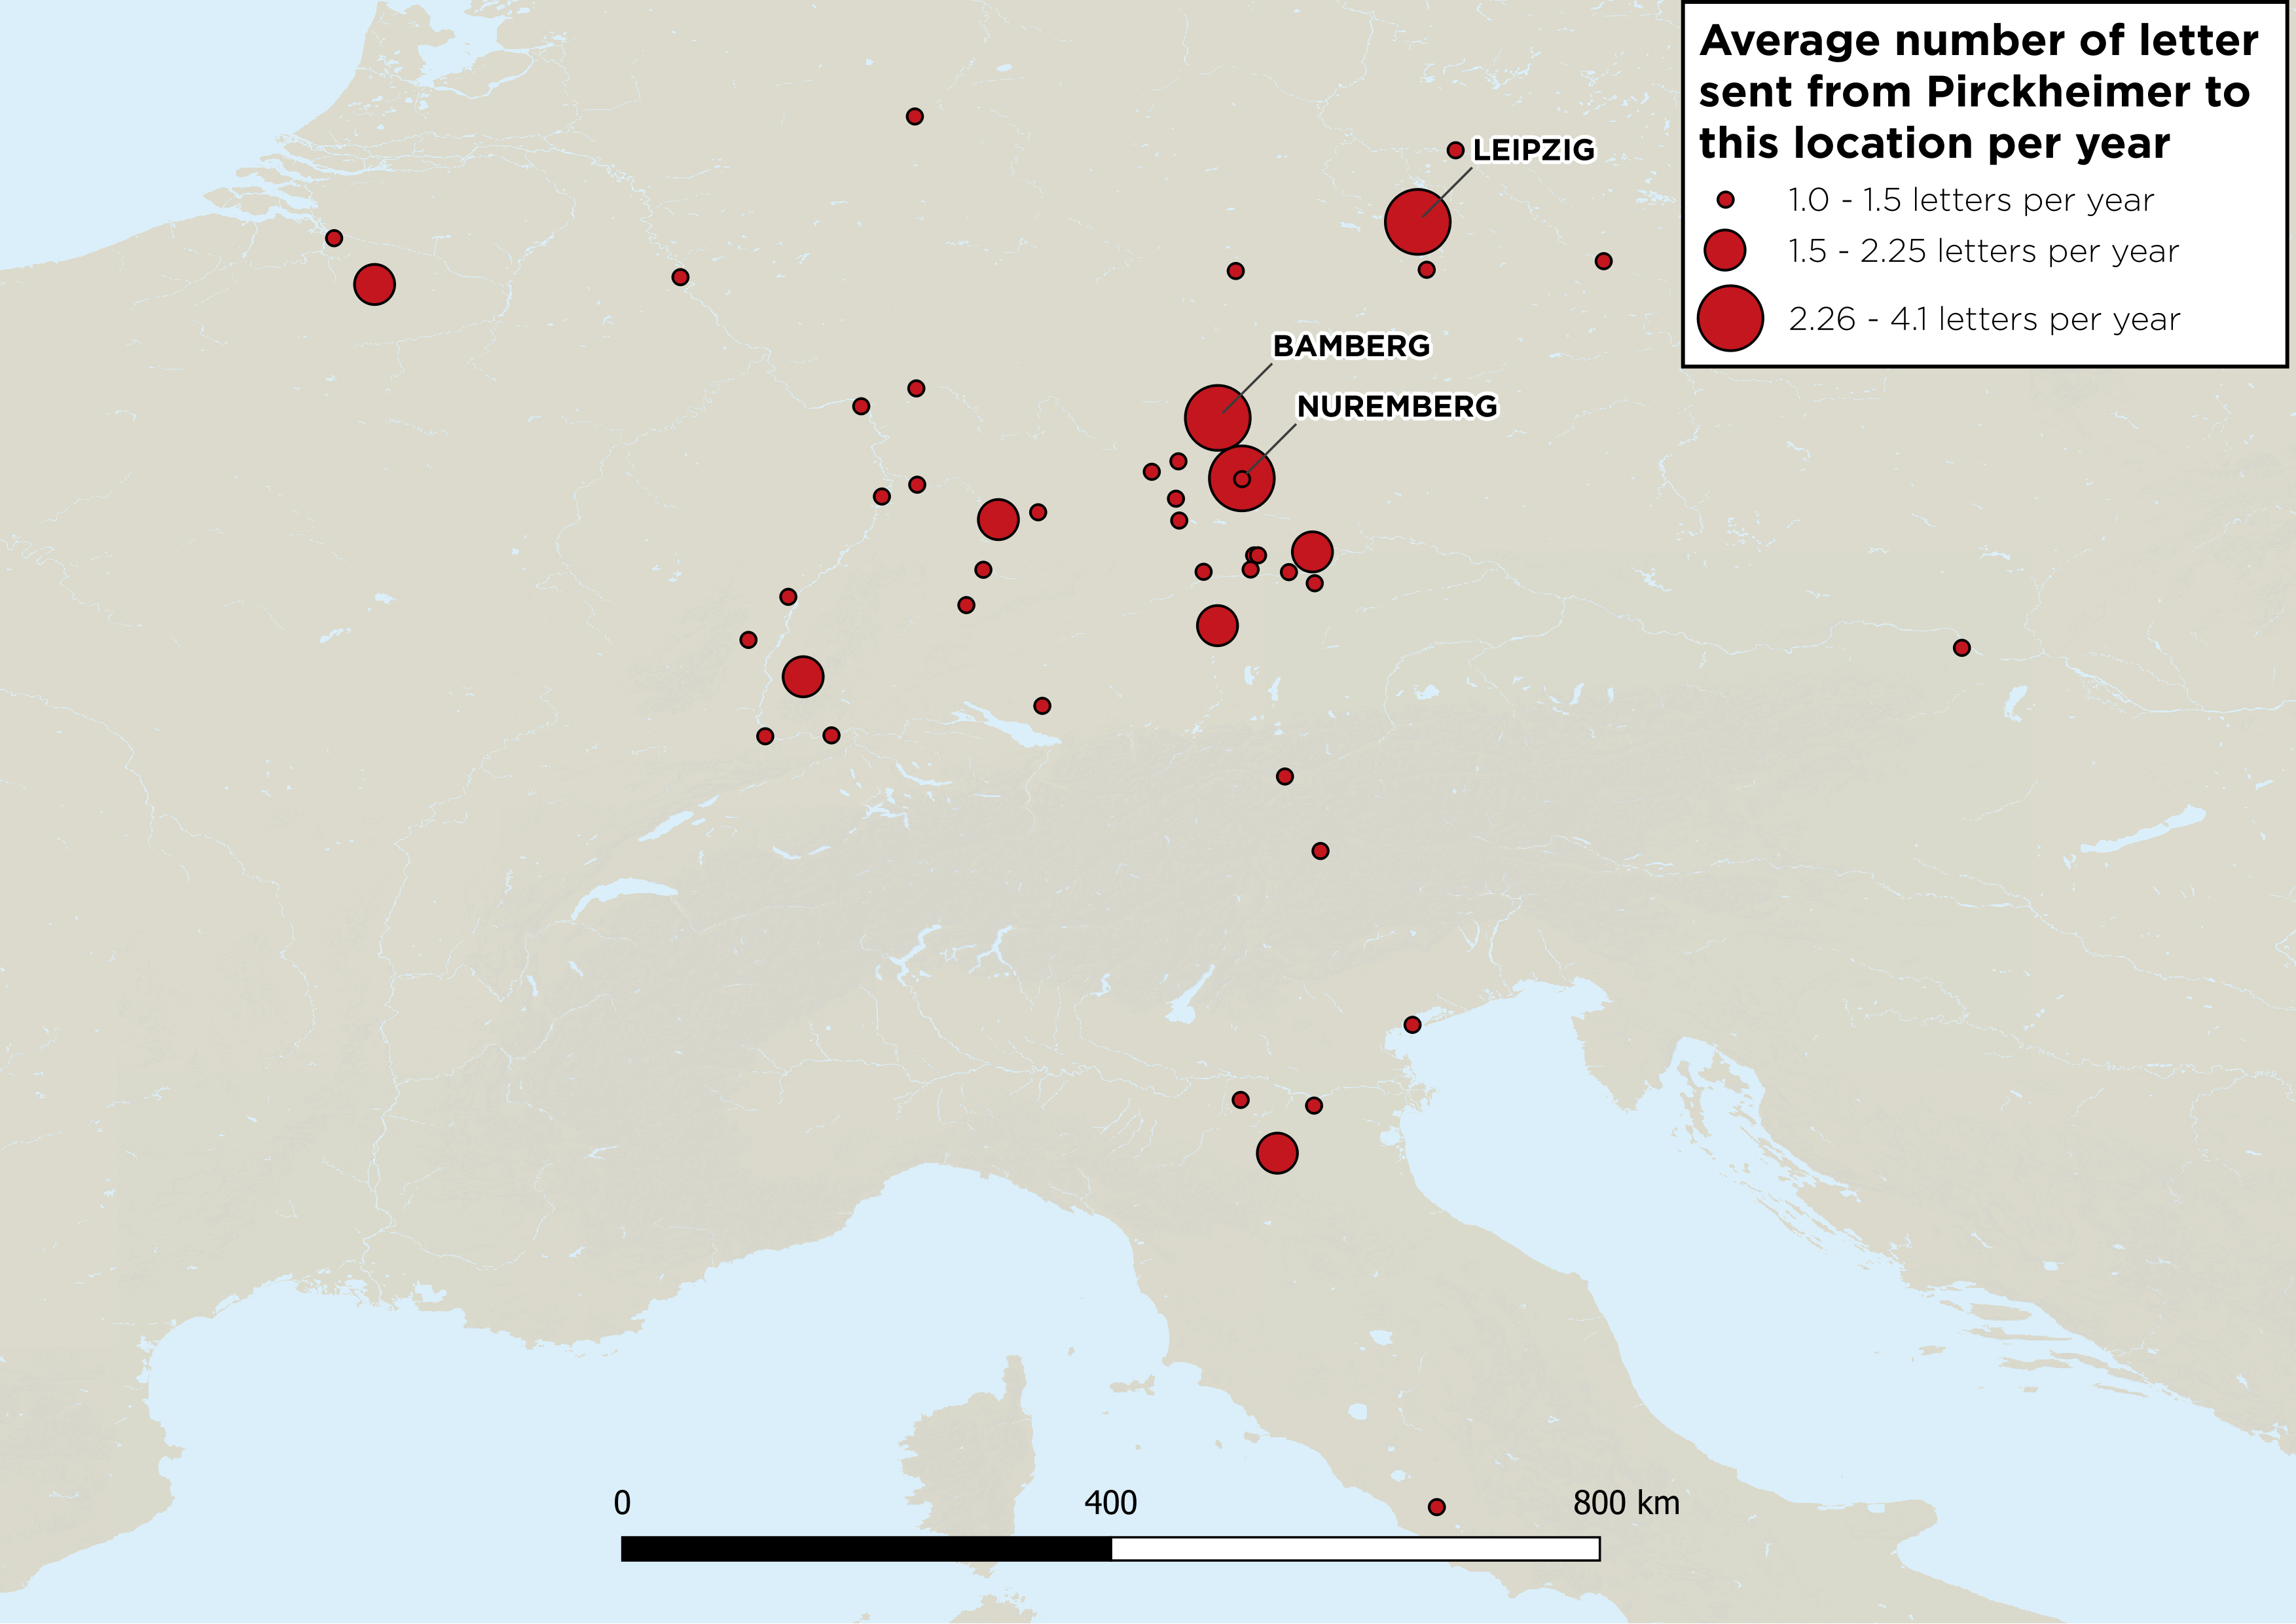 Average number of letter
sent from Pirckheimer to
this location per year
1.0 - 1.5 letters per year
1.5 - 2.25 letters per year
2.26 - 4.1 letters per year
LEIPZIG
BAMBERG
NUREMBERG
0 400 800 km